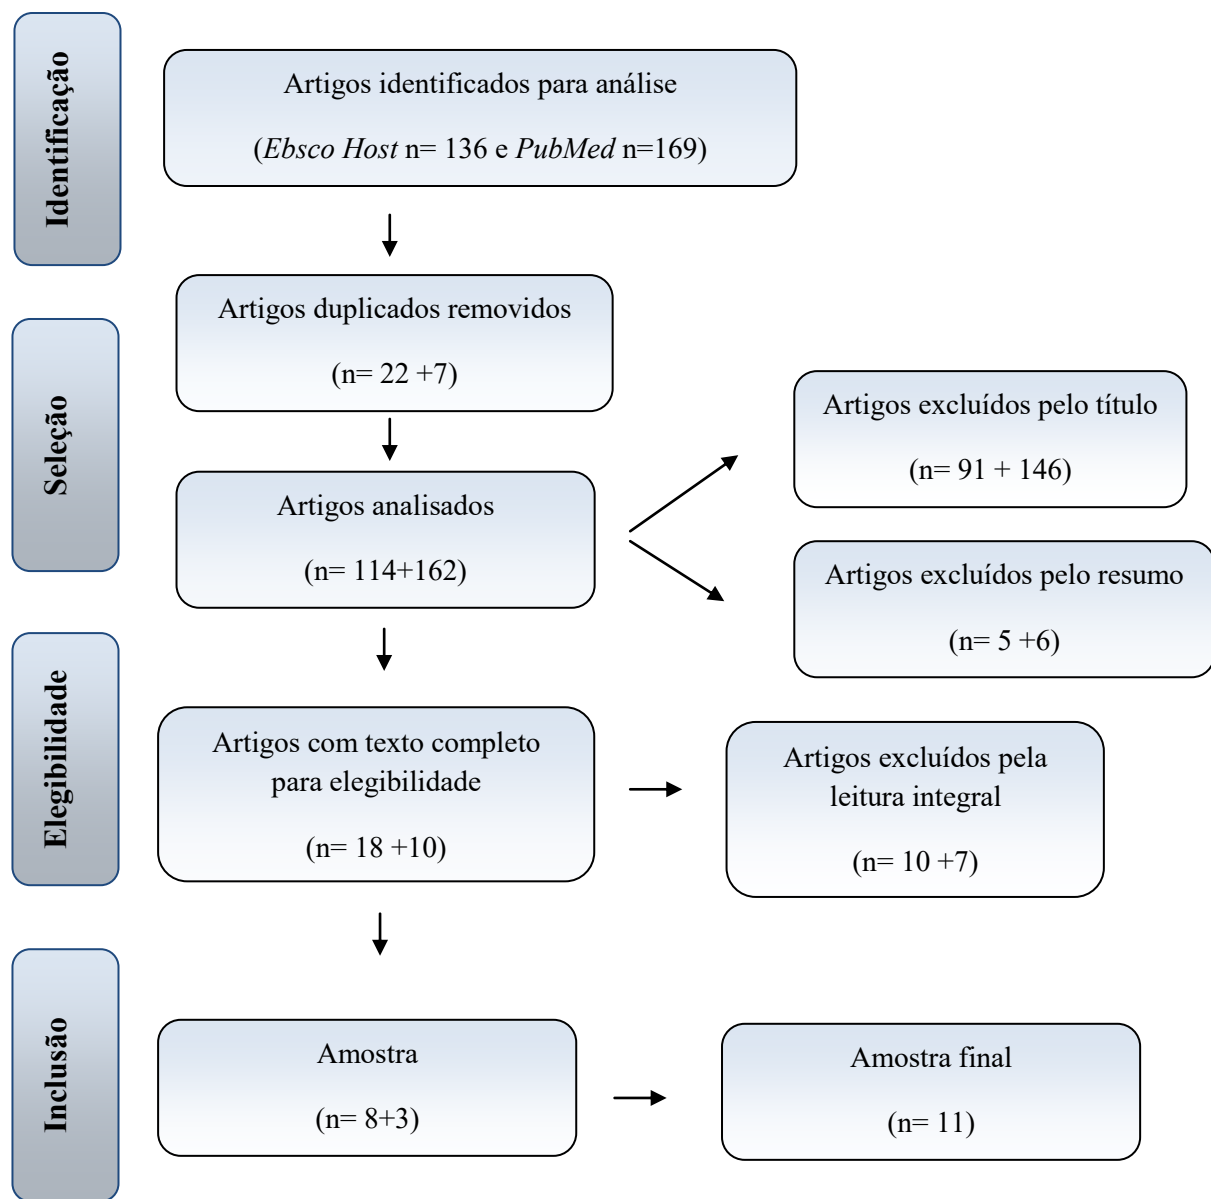 Identificação
Artigos identificados para análise
(Ebsco Host n= 136 e PubMed n=169)
Seleção
Artigos duplicados removidos
(n= 22 +7)
Artigos analisados
(n= 114+162)
Artigos excluídos pelo título
(n= 91 + 146)
Artigos excluídos pelo resumo
(n= 5 +6)
Elegibilidade
Artigos com texto completo
para elegibilidade
(n= 18 +10)
Artigos excluídos pela
leitura integral
(n= 10 +7)
Inclusão
Amostra
(n= 8+3)
Amostra final
(n= 11)